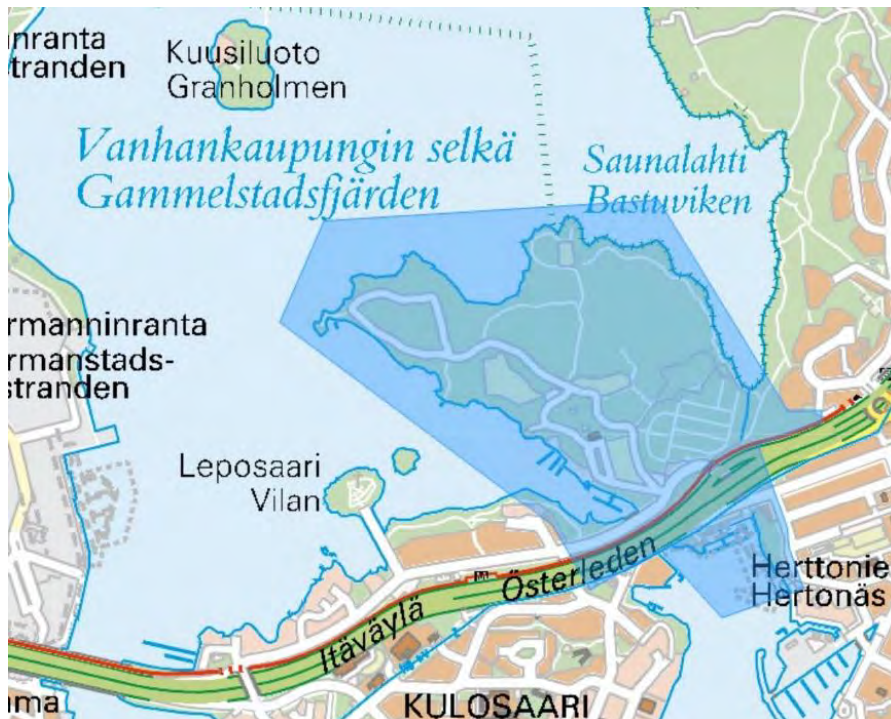 nranta
tranden
Kuusiluoto
Granholmen
Vanhankaupungin selkä
Gammelstadsfjärden
Saunalahti
Bastuviken
rmanninranta
rmanstads-
stranden
Leposaari
Vilan
Österleden
Itäväylä
Herttonie
Hertonäs
KULOSAARI
ma